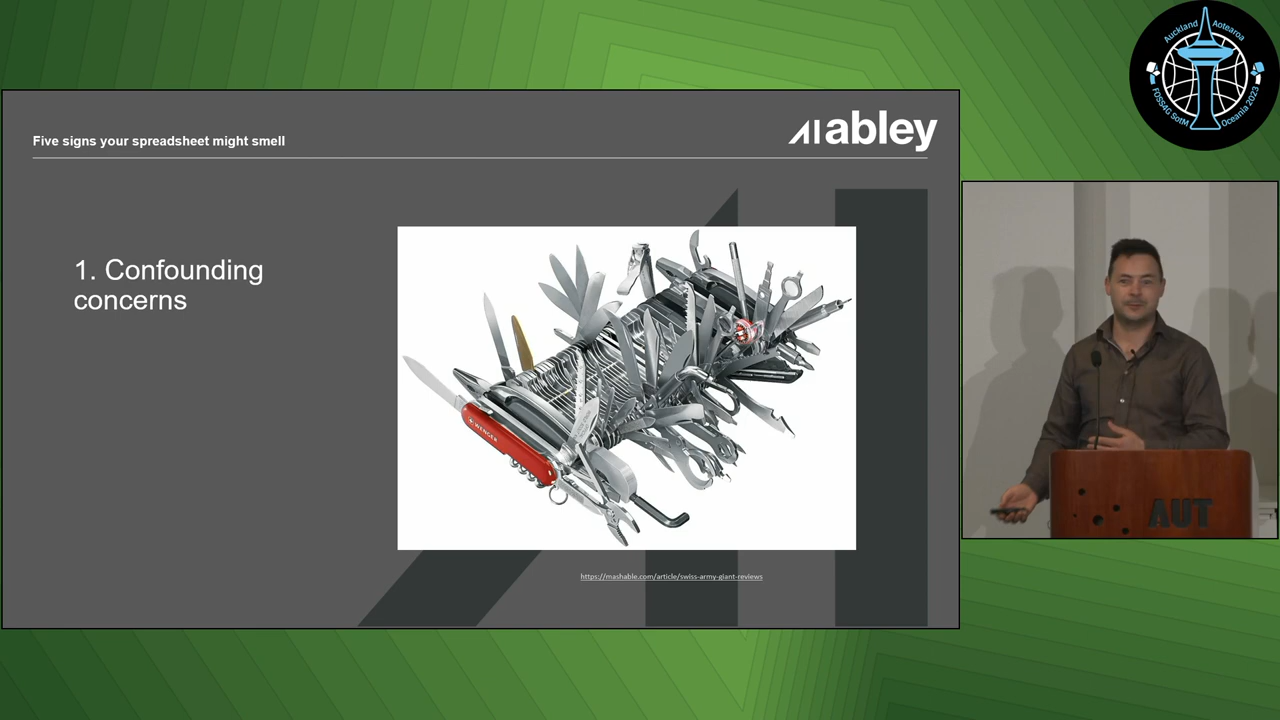 Five signs your spreadsheet might smell
abley
1. Confounding
concerns
WENGER
https://mashable.com/article/swiss-army-giant-reviews
Auckland Aotearoa
FOSS4G SotM Oceania 2023
AUT